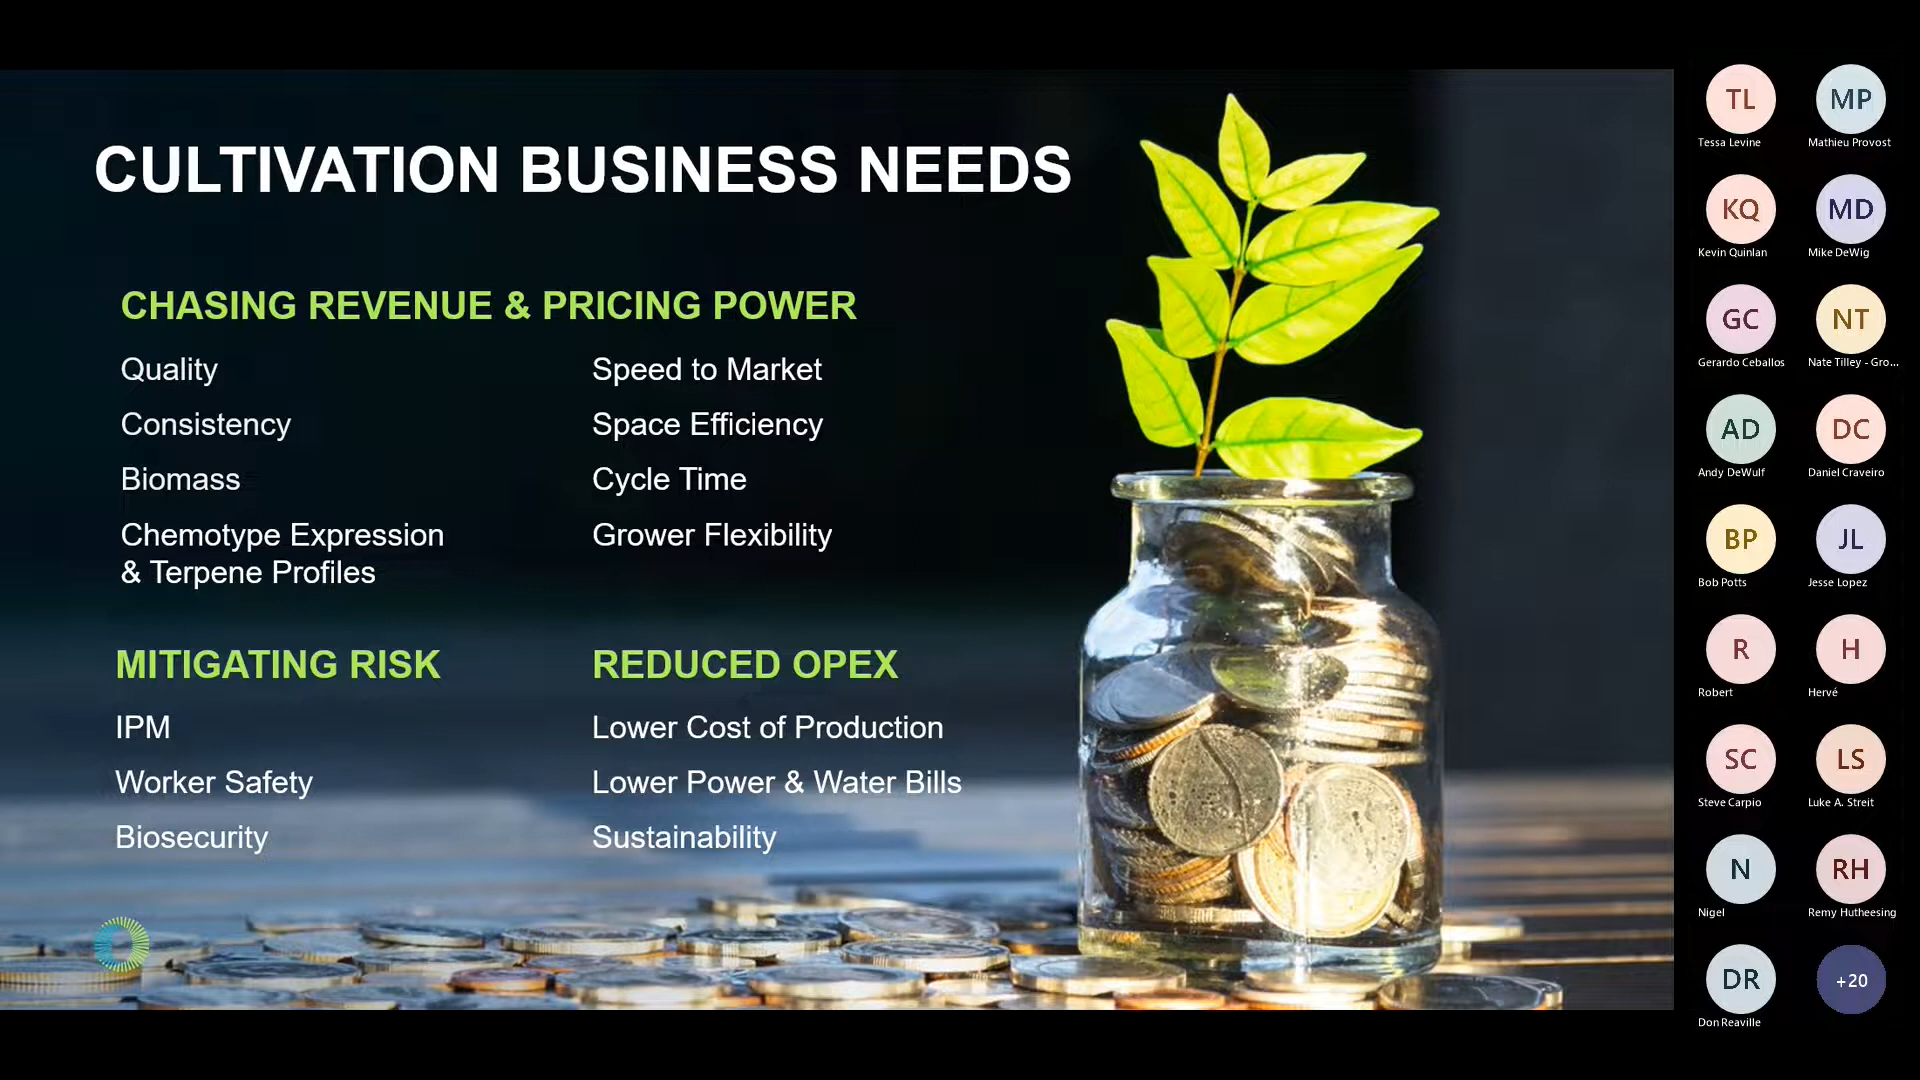 CULTIVATION BUSINESS NEEDS
CHASING REVENUE & PRICING POWER
Quality
Consistency
Biomass
Chemotype Expression
& Terpene Profiles
Speed to Market
Space Efficiency
Cycle Time
Grower Flexibility
MITIGATING RISK
IPM
Worker Safety
Biosecurity
REDUCED OPEX
Lower Cost of Production
Lower Power & Water Bills
Sustainability
TL
Tessa Levine
MP
Mathieu Provost
KQ
Kevin Quinlan
MD
Mike DeWig
GC
Gerardo Ceballos
NT
Nate Tilley - Gro...
AD
Andy DeWulf
DC
Daniel Craveiro
BP
Bob Potts
JL
Jesse Lopez
R
Robert
H
Hervé
SC
Steve Carpio
LS
Luke A. Streit
N
Nigel
RH
Remy Hutheesing
DR
Don Reaville
+20